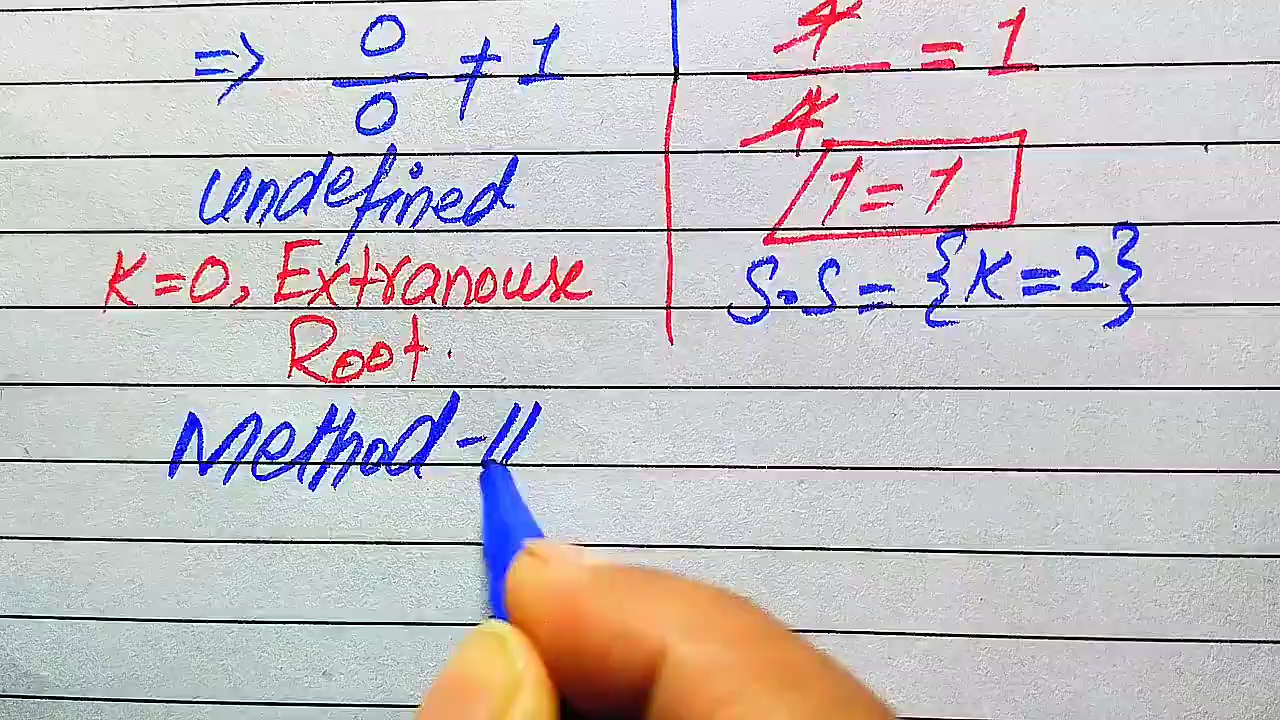 => 0/0 ≠ 1
undefined
K=0, Extranouse
Root.
4/4 = 1
1 = 1
S.S = {K=2}
Method-II